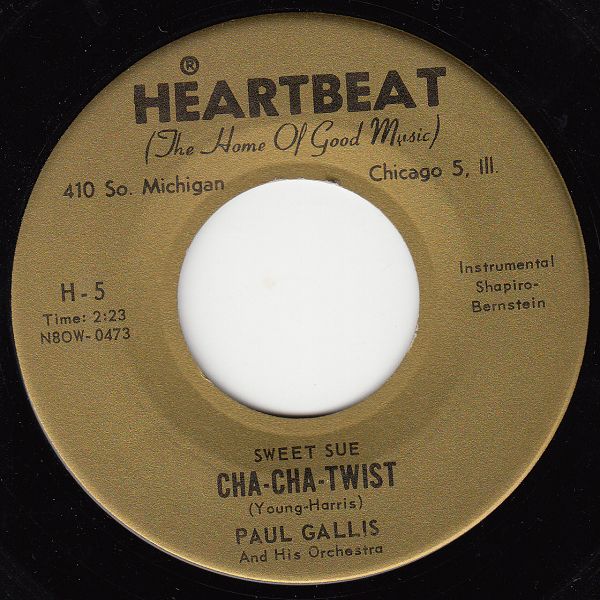 ®
HEARTBEAT
(The Home Of Good Music)
410 So. Michigan
Chicago 5, Ill.
H-5
Time: 2:23
N8OW-0473
Instrumental
Shapiro-
Bernstein
SWEET SUE
CHA-CHA-TWIST
(Young-Harris)
PAUL GALLIS
And His Orchestra